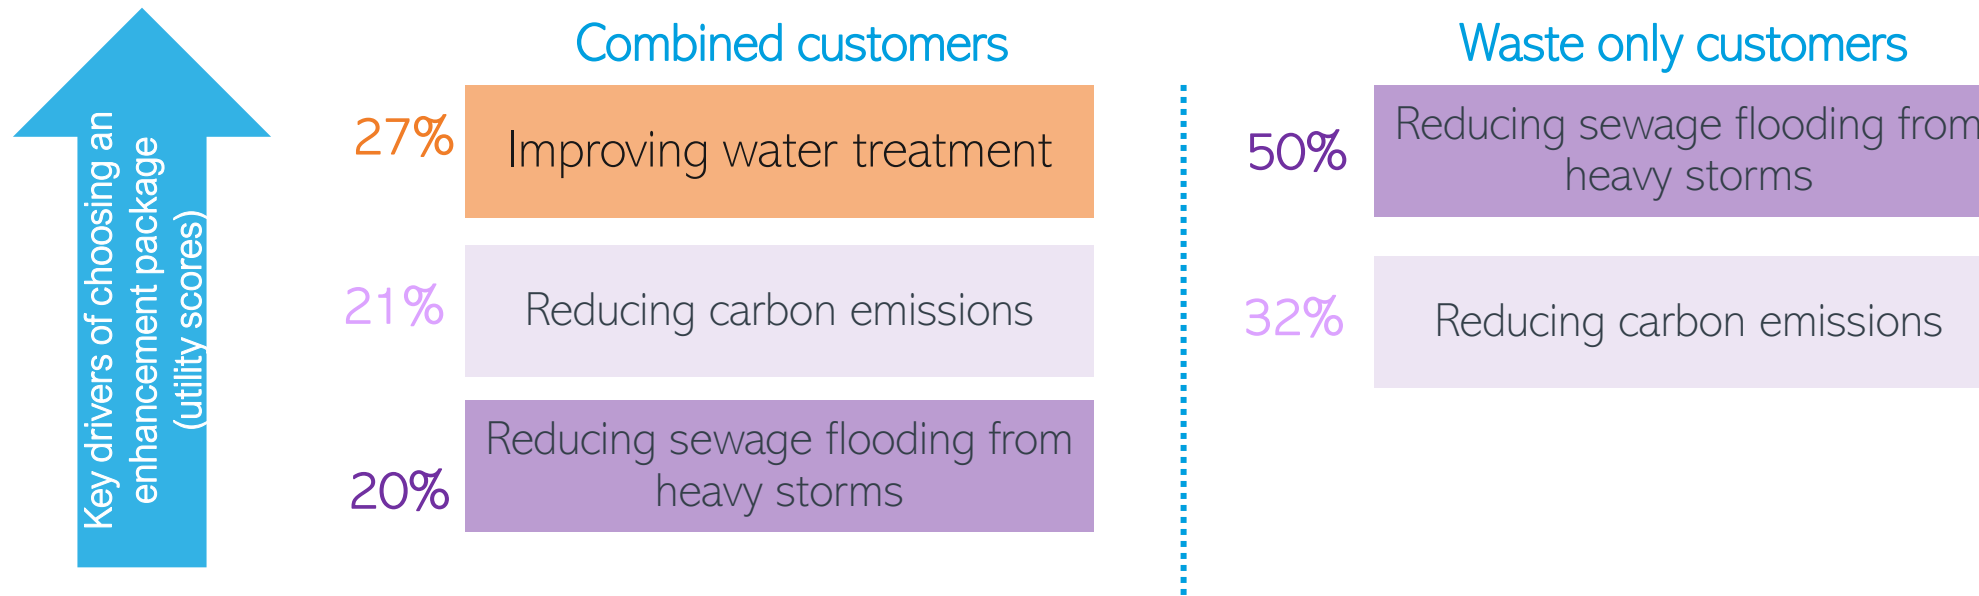 Key drivers of choosing an
enhancement package
(utility scores)
Combined customers
27%
Improving water treatment
21%
Reducing carbon emissions
20%
Reducing sewage flooding from
heavy storms
Waste only customers
50%
Reducing sewage flooding from
heavy storms
32%
Reducing carbon emissions